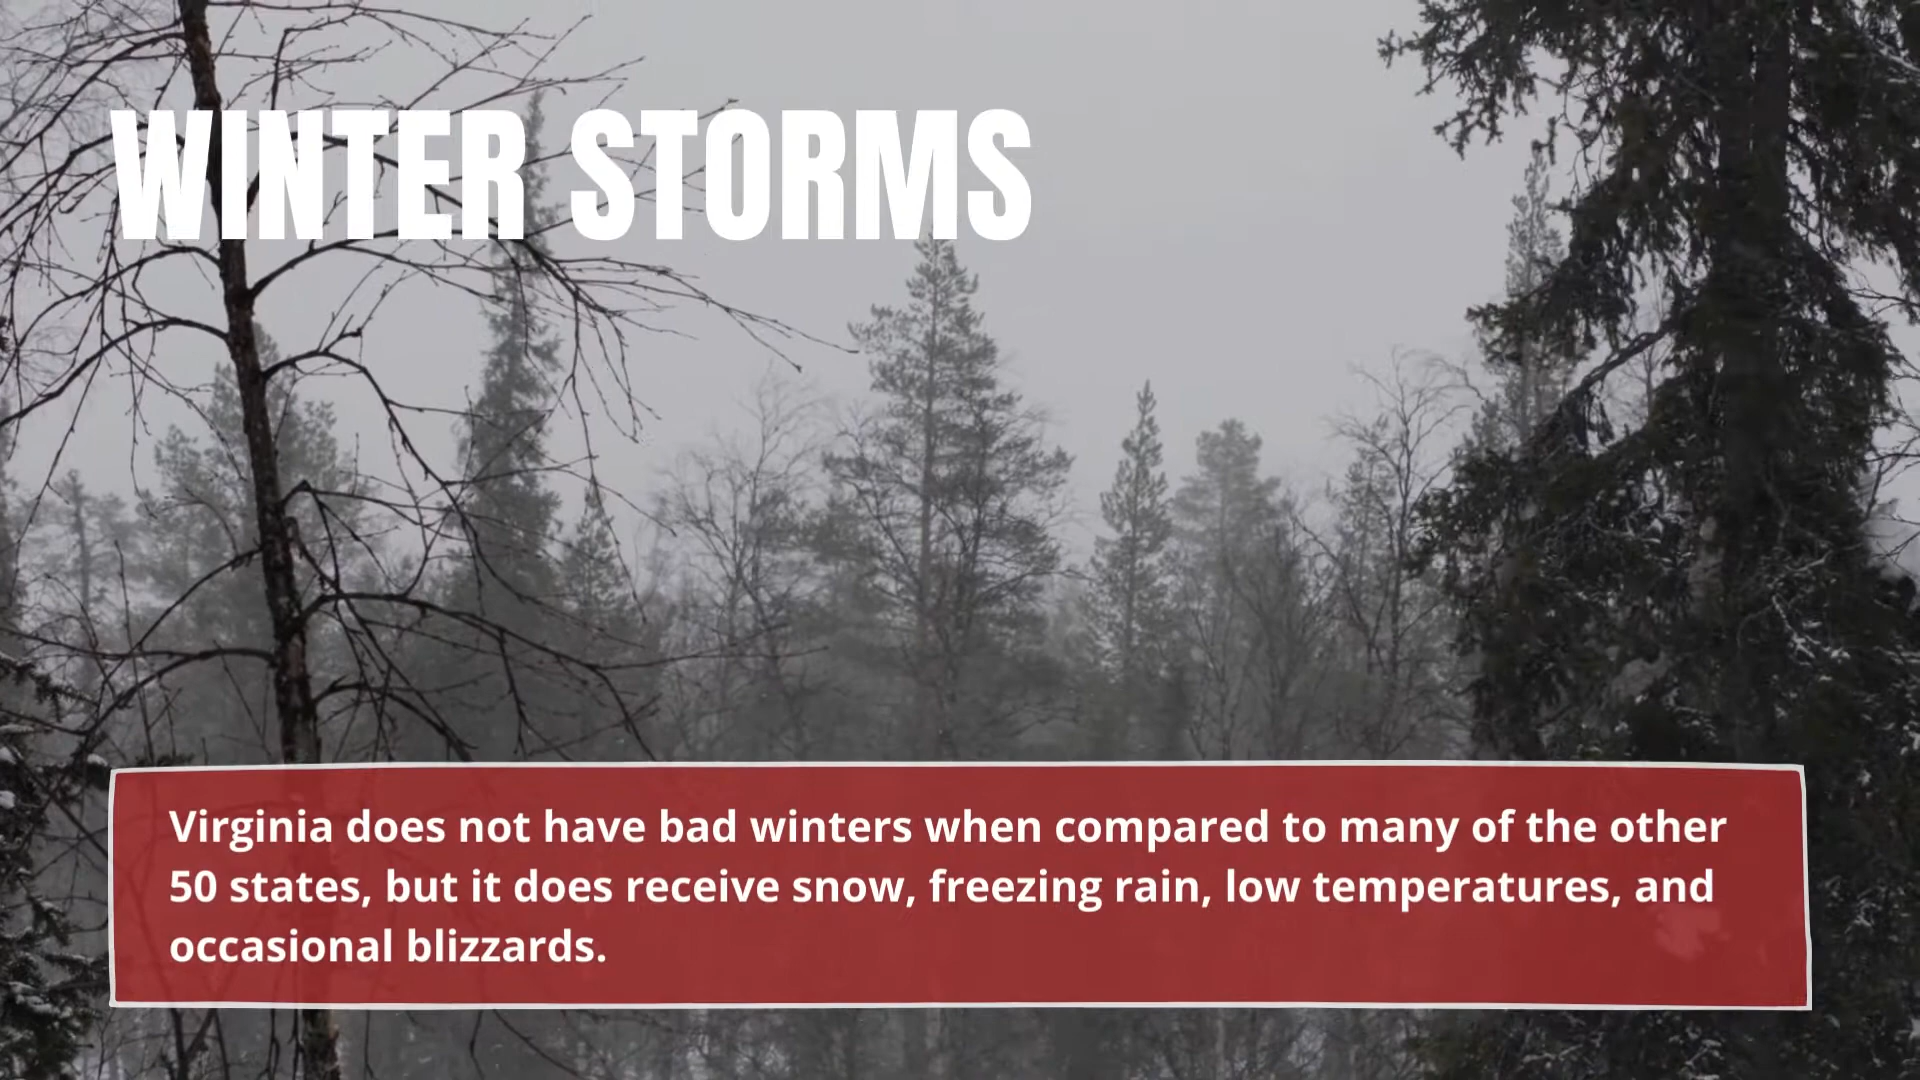 WINTER STORMS
Virginia does not have bad winters when compared to many of the other
50 states, but it does receive snow, freezing rain, low temperatures, and
occasional blizzards.